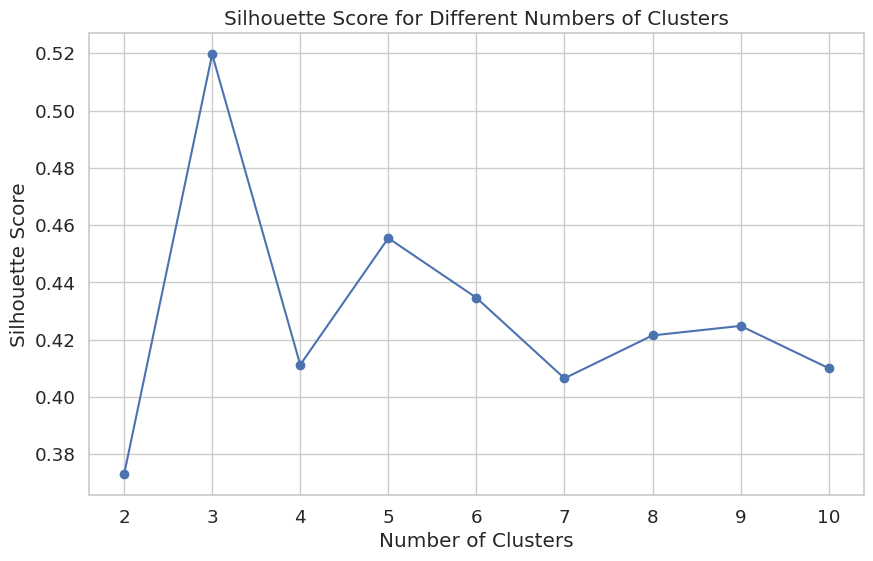 Silhouette Score for Different Numbers of Clusters
0.52
0.50
0.48
0.46
0.44
0.42
0.40
0.38
Silhouette Score
2 3 4 5 6 7 8 9 10
Number of Clusters